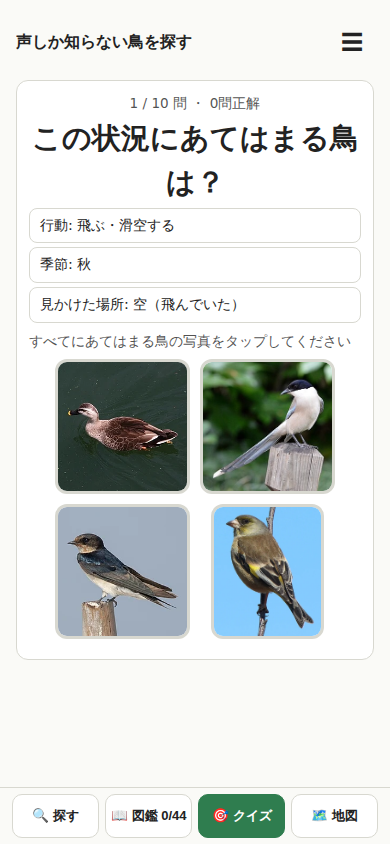 声しか知らない鳥を探す
☰
1 / 10 問 ・ 0問正解
この状況にあてはまる鳥
は？
行動: 飛ぶ・滑空する
季節: 秋
見かけた場所: 空（飛んでいた）
すべてにあてはまる鳥の写真をタップしてください
🔍 探す
📖 図鑑 0/44
🎯 クイズ
🗺️ 地図